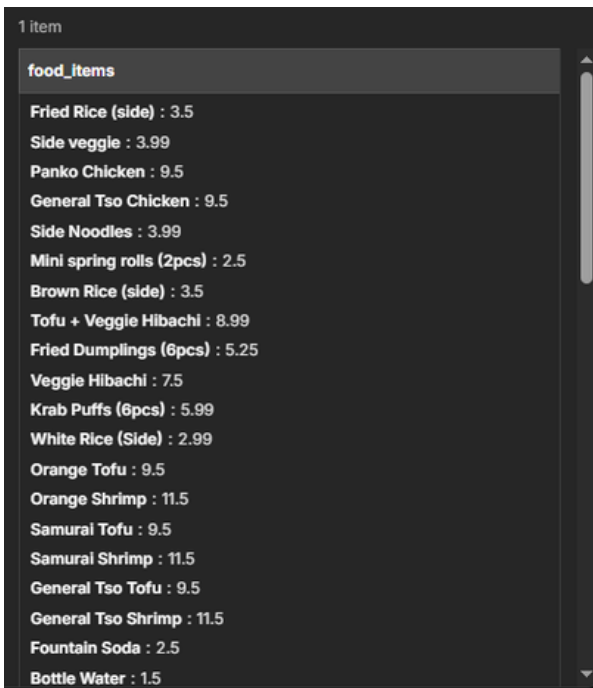 1 item
food_items
Fried Rice (side) : 3.5
Side veggie : 3.99
Panko Chicken : 9.5
General Tso Chicken : 9.5
Side Noodles : 3.99
Mini spring rolls (2pcs) : 2.5
Brown Rice (side) : 3.5
Tofu + Veggie Hibachi : 8.99
Fried Dumplings (6pcs) : 5.25
Veggie Hibachi : 7.5
Krab Puffs (6pcs) : 5.99
White Rice (Side) : 2.99
Orange Tofu : 9.5
Orange Shrimp : 11.5
Samurai Tofu : 9.5
Samurai Shrimp : 11.5
General Tso Tofu : 9.5
General Tso Shrimp : 11.5
Fountain Soda : 2.5
Bottle Water : 1.5